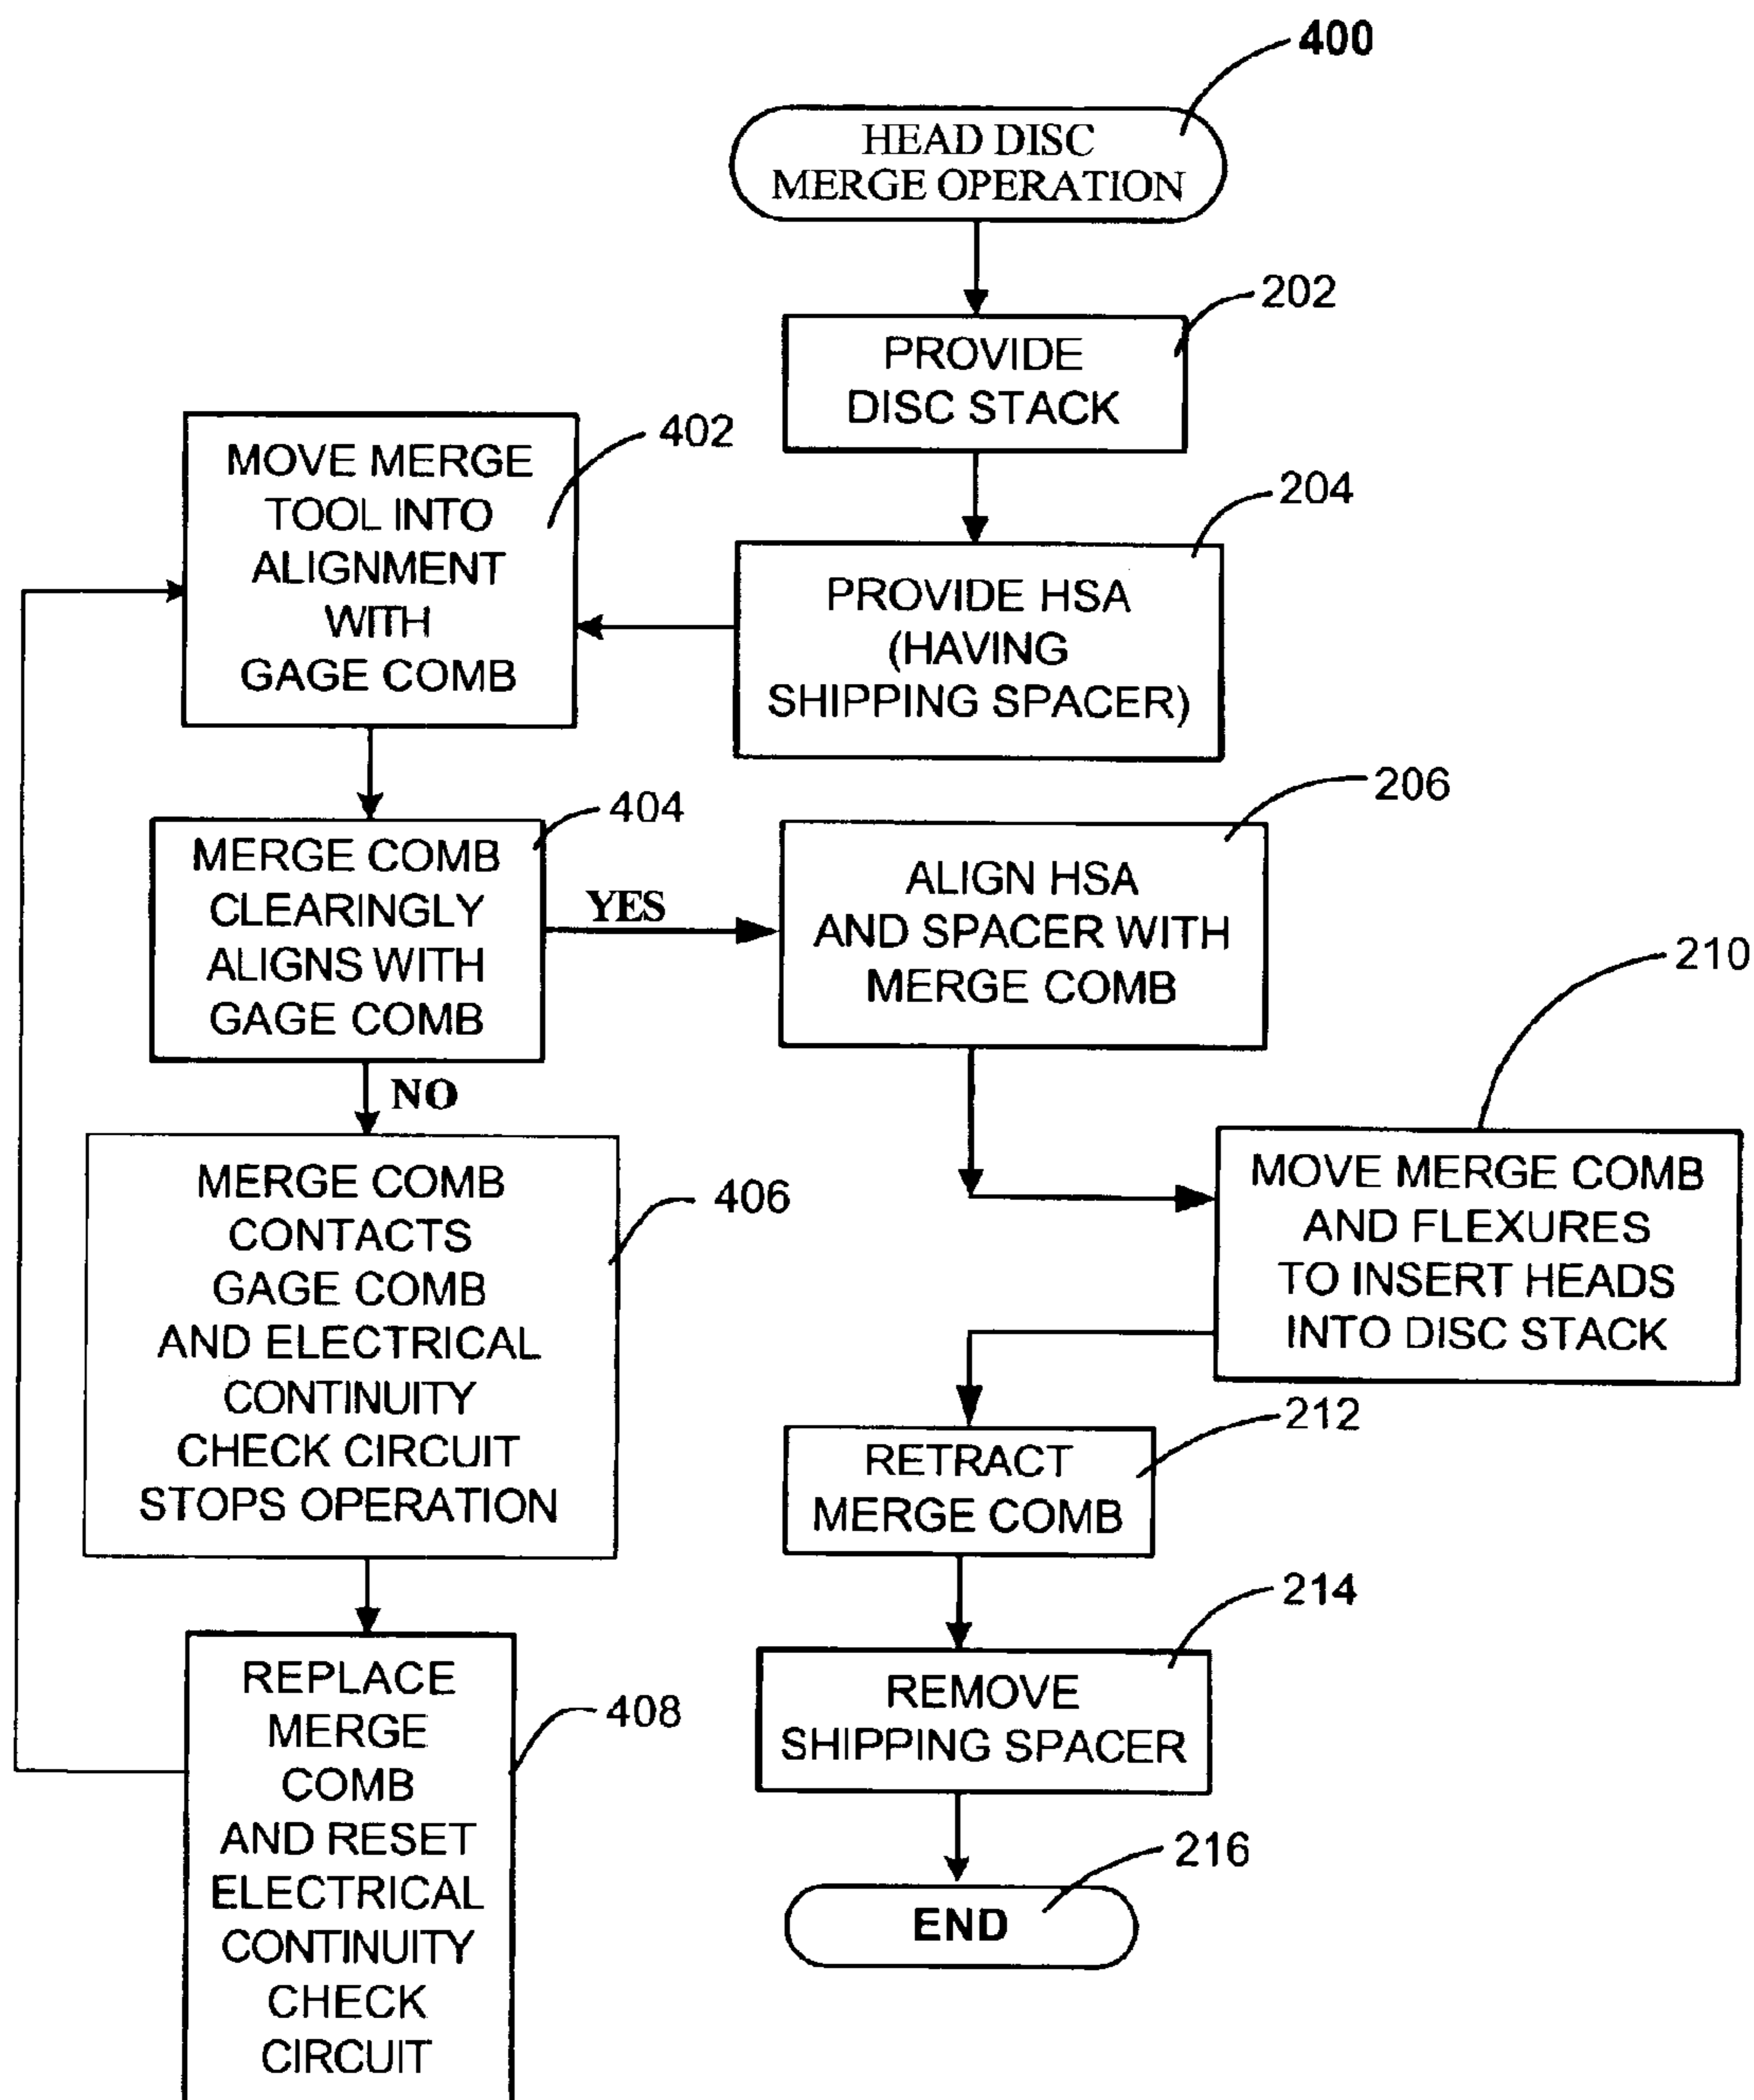 400
HEAD DISC
MERGE OPERATION
202
PROVIDE
DISC STACK
402
MOVE MERGE
TOOL INTO
ALIGNMENT
WITH
GAGE COMB
204
PROVIDE HSA
(HAVING
SHIPPING SPACER)
404
MERGE COMB
CLEARINGLY
ALIGNS WITH
GAGE COMB
YES
206
ALIGN HSA
AND SPACER WITH
MERGE COMB
NO
210
MOVE MERGE COMB
AND FLEXURES
TO INSERT HEADS
INTO DISC STACK
406
MERGE COMB
CONTACTS
GAGE COMB
AND ELECTRICAL
CONTINUITY
CHECK CIRCUIT
STOPS OPERATION
212
RETRACT
MERGE COMB
214
REMOVE
SHIPPING SPACER
408
REPLACE
MERGE
COMB
AND RESET
ELECTRICAL
CONTINUITY
CHECK
CIRCUIT
216
END